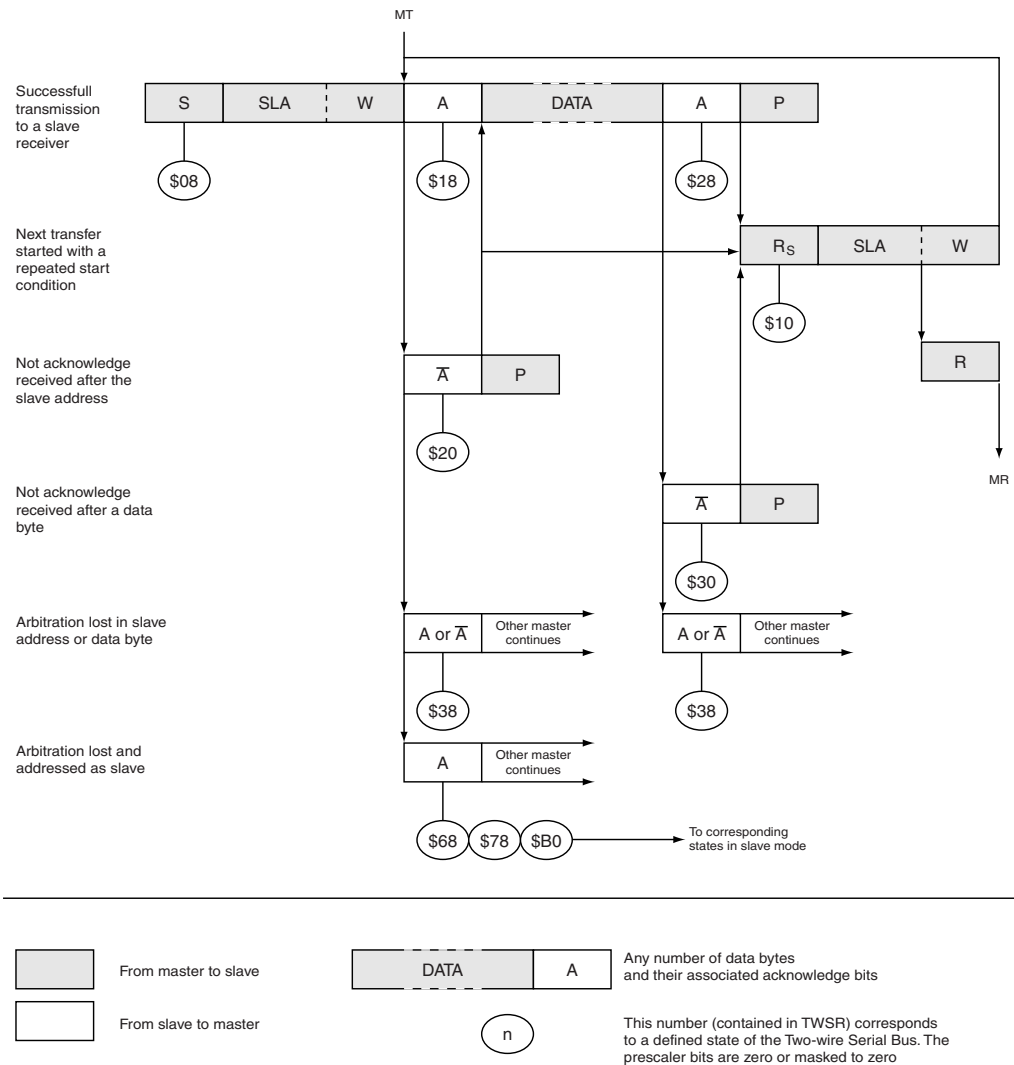 MT
Successfull
transmission
to a slave
receiver
S
SLA
W
A
DATA
A
P
$08
$18
$28
Next transfer
started with a
repeated start
condition
RS
SLA
W
$10
Not acknowledge
received after the
slave address
A̅
P
R
$20
MR
Not acknowledge
received after a data
byte
A̅
P
$30
Arbitration lost in slave
address or data byte
A or A̅
Other master
continues
A or A̅
Other master
continues
$38
$38
Arbitration lost and
addressed as slave
A
Other master
continues
$68
$78
$B0
To corresponding
states in slave mode
From master to slave
DATA
A
Any number of data bytes
and their associated acknowledge bits
From slave to master
n
This number (contained in TWSR) corresponds
to a defined state of the Two-wire Serial Bus. The
prescaler bits are zero or masked to zero